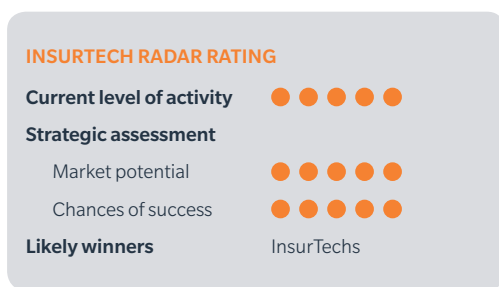 INSURTECH RADAR RATING
Current level of activity
Strategic assessment
Market potential
Chances of success
Likely winners InsurTechs